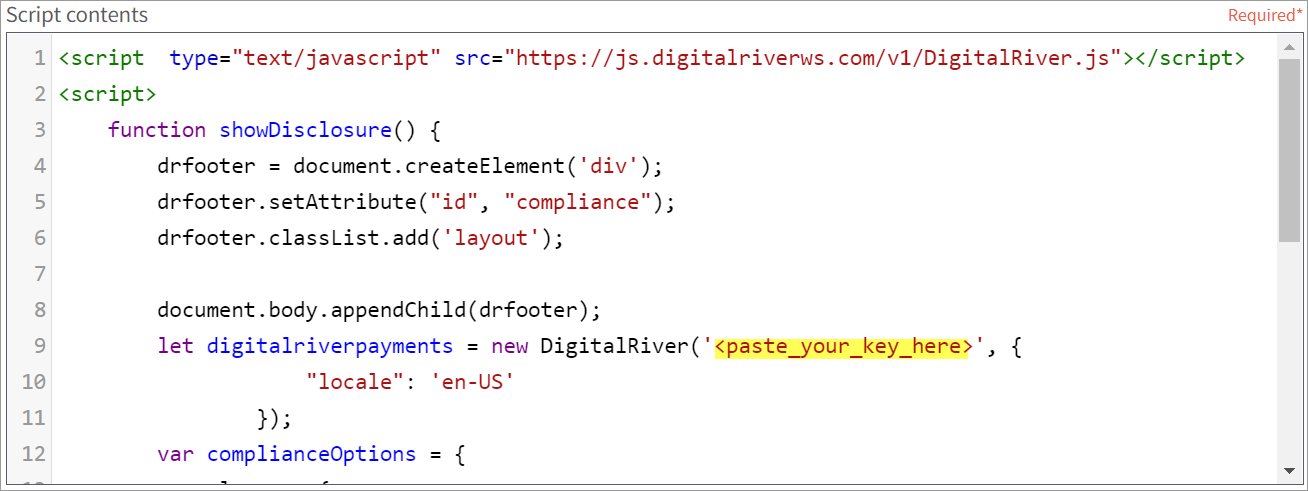 Script contents
Required*
1 <script  type="text/javascript" src="https://js.digitalriverws.com/v1/DigitalRiver.js"></script>
2 <script>
3     function showDisclosure() {
4         drfooter = document.createElement('div');
5         drfooter.setAttribute("id", "compliance");
6         drfooter.classList.add('layout');
7
8         document.body.appendChild(drfooter);
9         let digitalriverpayments = new DigitalRiver('<paste_your_key_here>', {
10                     "locale": 'en-US'
11                 });
12         var complianceOptions = {